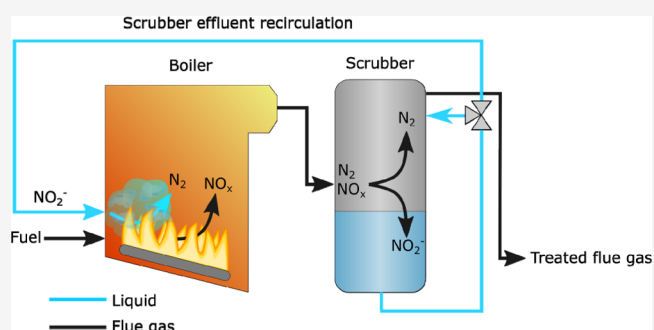 Scrubber effluent recirculation
Boiler
Scrubber
N₂
N₂
NOₓ
N₂
NOₓ
NO₂⁻
NO₂⁻
Fuel
Treated flue gas
Liquid
Flue gas